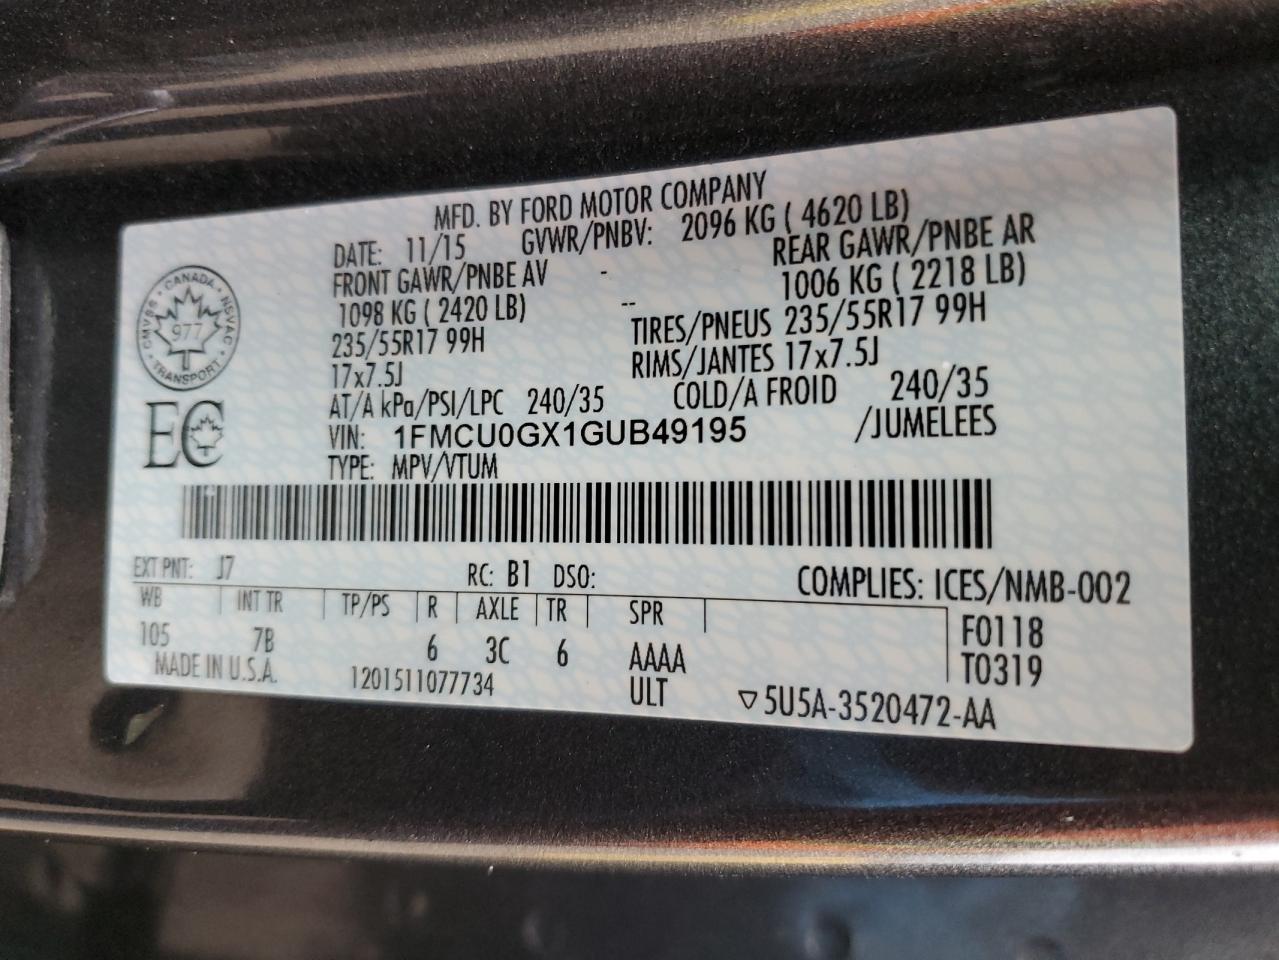 MFD. BY FORD MOTOR COMPANY
DATE: 11/15 GVWR/PNBV: 2096 KG ( 4620 LB)
FRONT GAWR/PNBE AV - REAR GAWR/PNBE AR
1098 KG ( 2420 LB) -- 1006 KG ( 2218 LB)
235/55R17 99H TIRES/PNEUS 235/55R17 99H
17x7.5J RIMS/JANTES 17x7.5J
AT/A kPa/PSI/LPC 240/35 COLD/A FROID 240/35
VIN: 1FMCU0GX1GUB49195 /JUMELEES
TYPE: MPV/VTUM
CANADA
CMVSS NSVAC
977
TRANSPORT
EC
EXT PNT: J7 RC: B1 DSO: COMPLIES: ICES/NMB-002
WB INT TR TP/PS R AXLE TR SPR F0118
105 7B 6 3C 6 AAAA T0319
MADE IN U.S.A. 1201511077734 ULT ▽5U5A-3520472-AA